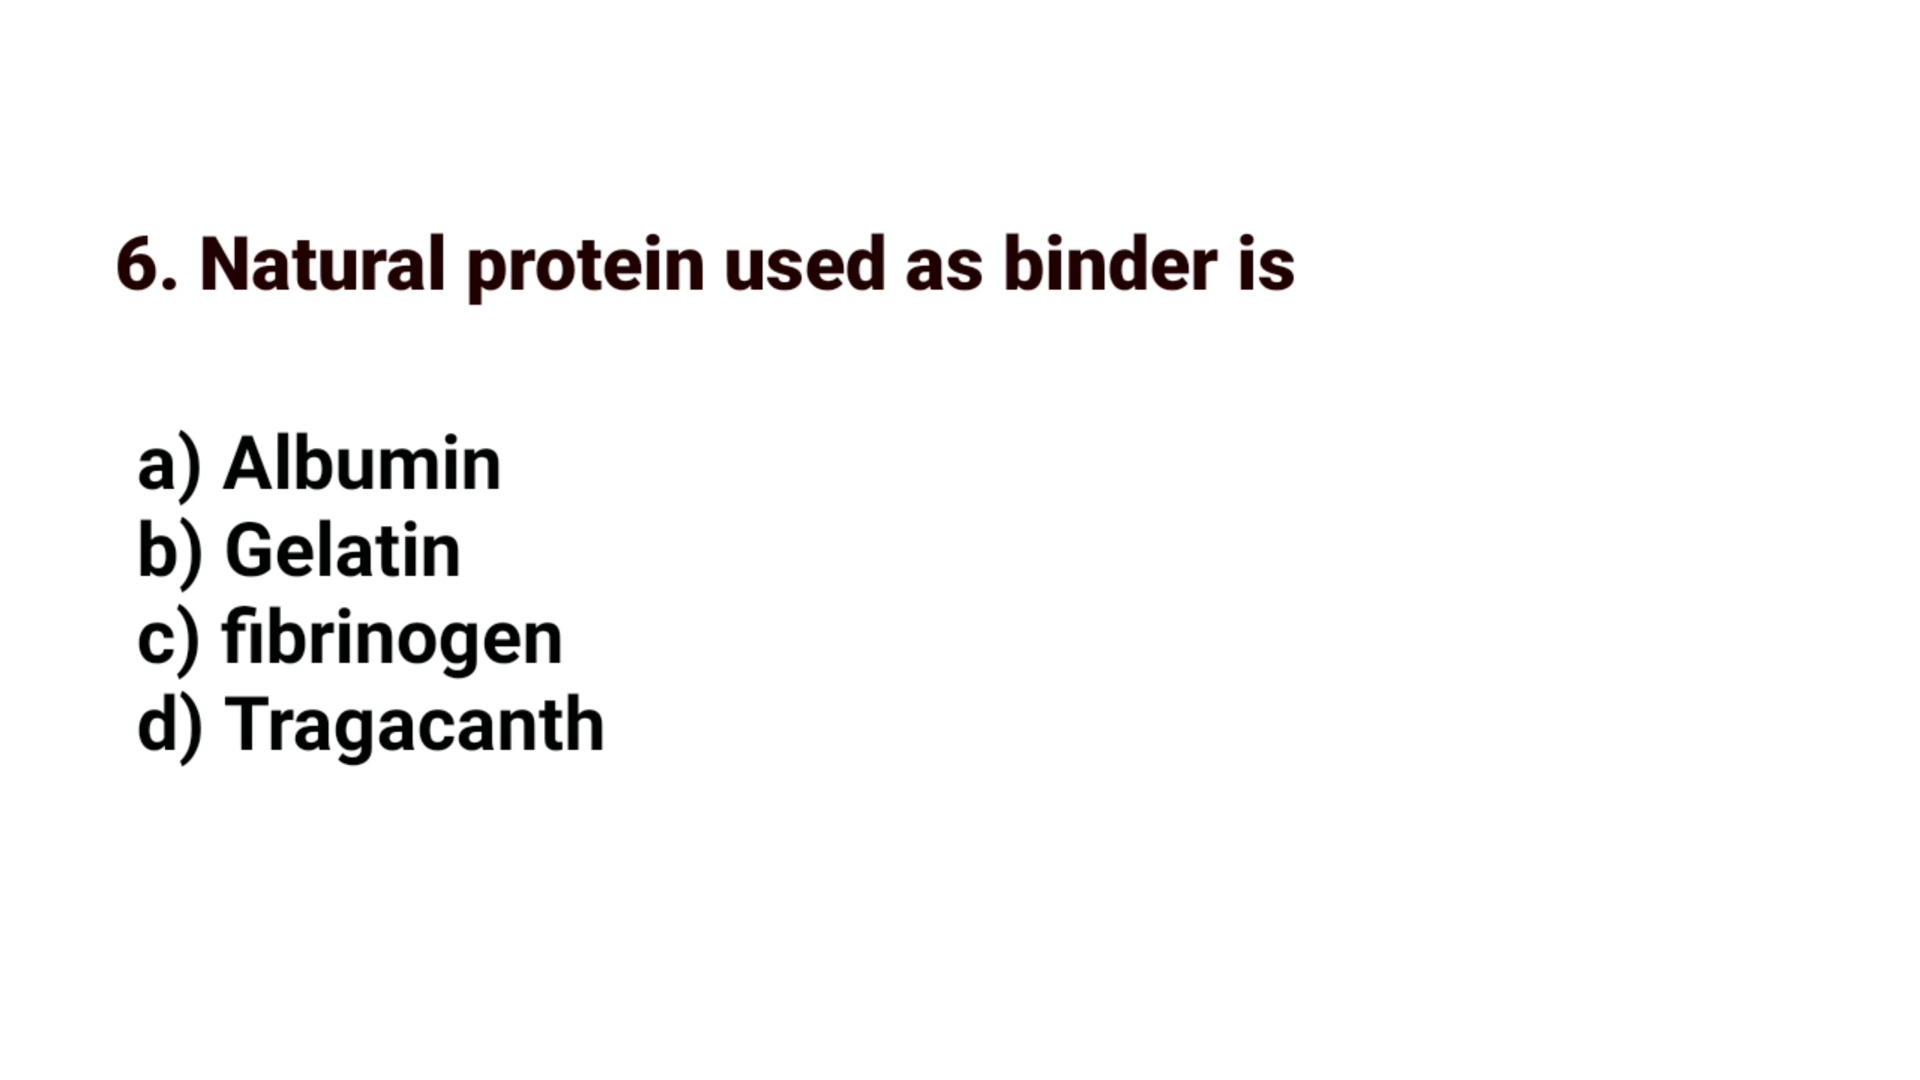 6. Natural protein used as binder is
a) Albumin
b) Gelatin
c) fibrinogen
d) Tragacanth